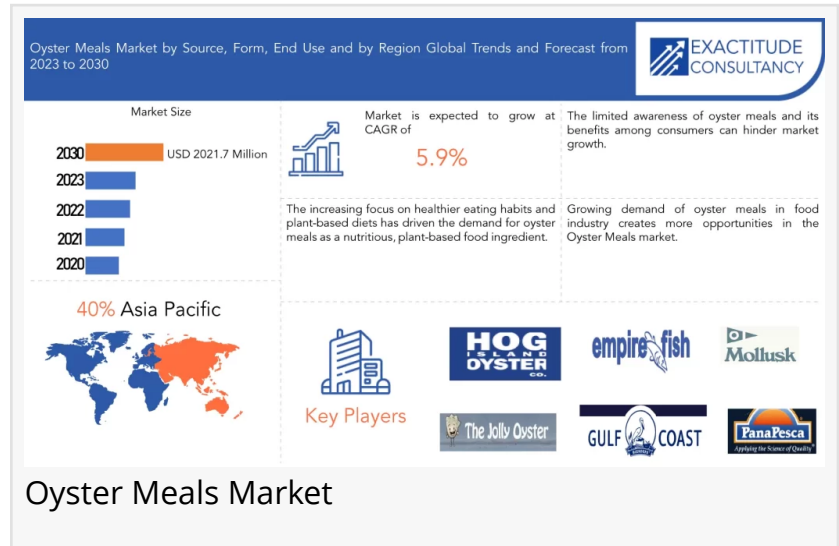 Oyster Meals Market by Source, Form, End Use and by Region Global Trends and Forecast from
2023 to 2030
EXACTITUDE
CONSULTANCY
Market Size
2030
USD 2021.7 Million
2023
2022
2021
2020
Market is expected to grow at
CAGR of
5.9%
The limited awareness of oyster meals and its
benefits among consumers can hinder market
growth.
The increasing focus on healthier eating habits and
plant-based diets has driven the demand for oyster
meals as a nutritious, plant-based food ingredient.
Growing demand of oyster meals in food
industry creates more opportunities in the
Oyster Meals market.
40% Asia Pacific
Key Players
HOG
ISLAND
OYSTER
CO.
empire fish
Mollusk
The Jolly Oyster
GULF COAST
PanaPesca
Applying the Science of Quality
Oyster Meals Market